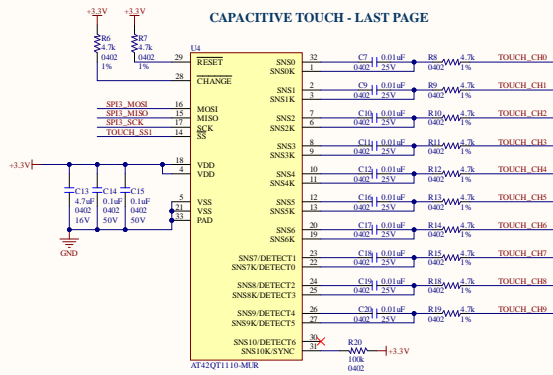 CAPACITIVE TOUCH - LAST PAGE
+3.3V +3.3V
R6 4.7k 0402 1%
R7 4.7k 0402 1%
U4
29 RESET
28 CHANGE
SPI3_MOSI 16 MOSI
SPI3_MISO 15 MISO
SPI3_SCK 17 SCK
TOUCH_SS1 14 SS
+3.3V 18 VDD
4 VDD
C13 4.7uF 0402 16V
C14 0.1uF 0402 50V
C15 0.1uF 0402 50V
GND
5 VSS
21 VSS
33 PAD
SNS0 32 C7 0.01uF R8 4.7k TOUCH_CH0
SNS0K 1 0402 25V 0402 1%
SNS1 2 C9 0.01uF R9 4.7k TOUCH_CH1
SNS1K 3 0402 25V 0402 1%
SNS2 7 C10 0.01uF R10 4.7k TOUCH_CH2
SNS2K 6 0402 25V 0402 1%
SNS3 8 C11 0.01uF R11 4.7k TOUCH_CH3
SNS3K 9 0402 25V 0402 1%
SNS4 10 C12 0.01uF R12 4.7k TOUCH_CH4
SNS4K 11 0402 25V 0402 1%
SNS5 12 C16 0.01uF R13 4.7k TOUCH_CH5
SNS5K 13 0402 25V 0402 1%
SNS6 20 C17 0.01uF R14 4.7k TOUCH_CH6
SNS6K 19 0402 25V 0402 1%
SNS7/DETECT1 23 C18 0.01uF R15 4.7k TOUCH_CH7
SNS7K/DETECT0 22 0402 25V 0402 1%
SNS8/DETECT2 24 C19 0.01uF R18 4.7k TOUCH_CH8
SNS8K/DETECT3 25 0402 25V 0402 1%
SNS9/DETECT4 26 C20 0.01uF R19 4.7k TOUCH_CH9
SNS9K/DETECT5 27 0402 25V 0402 1%
SNS10/DETECT6 30
SNS10K/SYNC 31 R20 100k 0402 +3.3V
AT42QT1110-MUR